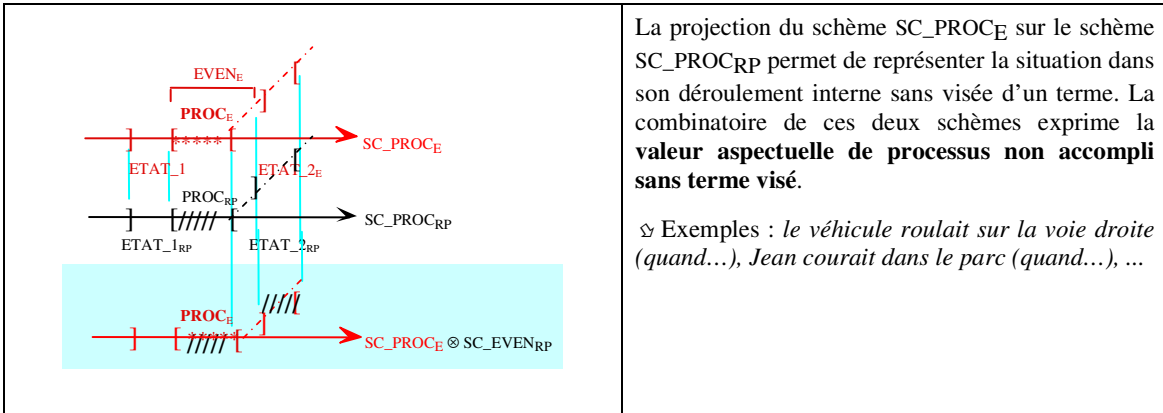 EVEN_E
PROC_E
] [***** [ ] [ SC_PROC_E
ETAT_1 ETAT_2_E
PROC_RP
] [///// [ ] [ SC_PROC_RP
ETAT_1_RP ETAT_2_RP
/////
PROC_E
] [ ***** [ ] [ SC_PROC_E ⊗ SC_EVEN_RP
/////
La projection du schème SC_PROC_E sur le schème
SC_PROC_RP permet de représenter la situation dans
son déroulement interne sans visée d’un terme. La
combinatoire de ces deux schèmes exprime la
valeur aspectuelle de processus non accompli
sans terme visé.
✩ Exemples : le véhicule roulait sur la voie droite
(quand…), Jean courait dans le parc (quand…), ...